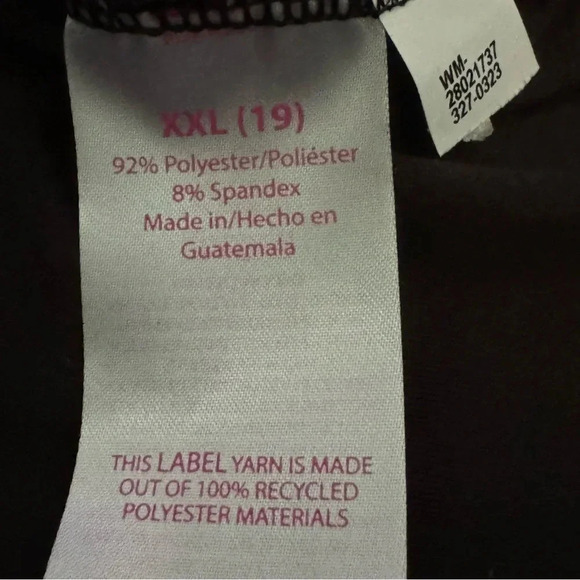 XXL (19)
92% Polyester/Poliéster
8% Spandex
Made in/Hecho en
Guatemala
THIS LABEL YARN IS MADE
OUT OF 100% RECYCLED
POLYESTER MATERIALS
WM-
28021737
327-0323